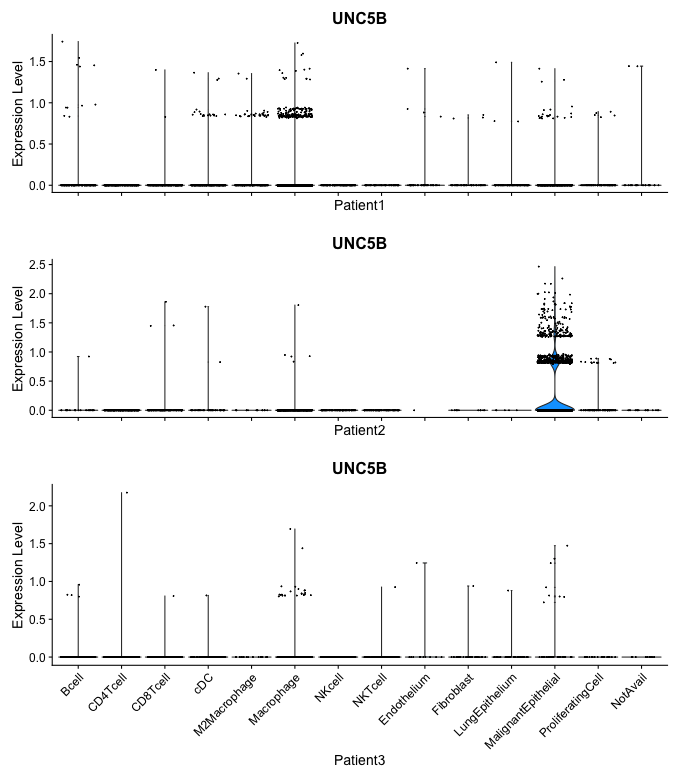 UNC5B
Expression Level
1.5
1.0
0.5
0.0
Patient1
UNC5B
Expression Level
2.5
2.0
1.5
1.0
0.5
0.0
Patient2
UNC5B
Expression Level
2.0
1.5
1.0
0.5
0.0
Bcell
CD4Tcell
CD8Tcell
cDC
M2Macrophage
Macrophage
NKcell
NKTcell
Endothelium
Fibroblast
LungEpithelium
MalignantEpithelial
ProliferatingCell
NotAvail
Patient3